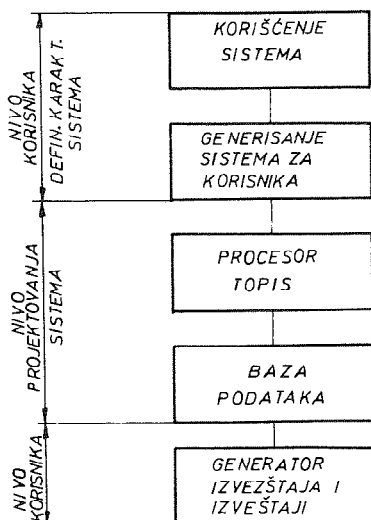 KORIŠĆENJE
SISTEMA
GENERISANJE
SISTEMA ZA
KORISNIKA
PROCESOR
TOPIS
BAZA
PODATAKA
GENERATOR
IZVEZŠTAJA I
IZVEŠTAJI
NIVO
KORISNIKA
DEFIN. KARAKT.
SISTEMA
NIVO
PROJEKTOVANJA
SISTEMA
NIVO
KORISNIKA